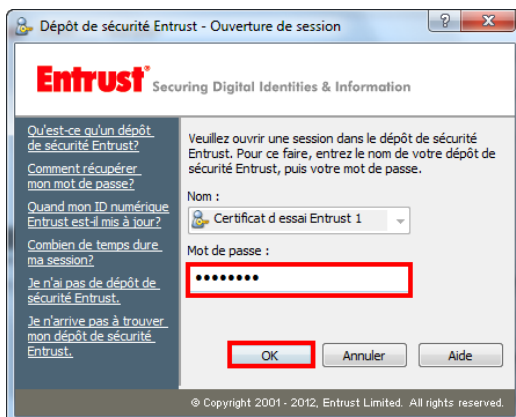 Dépôt de sécurité Entrust - Ouverture de session
?
Entrust® Securing Digital Identities & Information
Qu'est-ce qu'un dépôt
de sécurité Entrust?
Comment récupérer
mon mot de passe?
Quand mon ID numérique
Entrust est-il mis à jour?
Combien de temps dure
ma session?
Je n'ai pas de dépôt de
sécurité Entrust.
Je n'arrive pas à trouver
mon dépôt de sécurité
Entrust.
Veuillez ouvrir une session dans le dépôt de sécurité
Entrust. Pour ce faire, entrez le nom de votre dépôt de
sécurité Entrust, puis votre mot de passe.
Nom :
Certificat d essai Entrust 1
Mot de passe :
••••••••
OK Annuler Aide
© Copyright 2001 - 2012, Entrust Limited. All rights reserved.